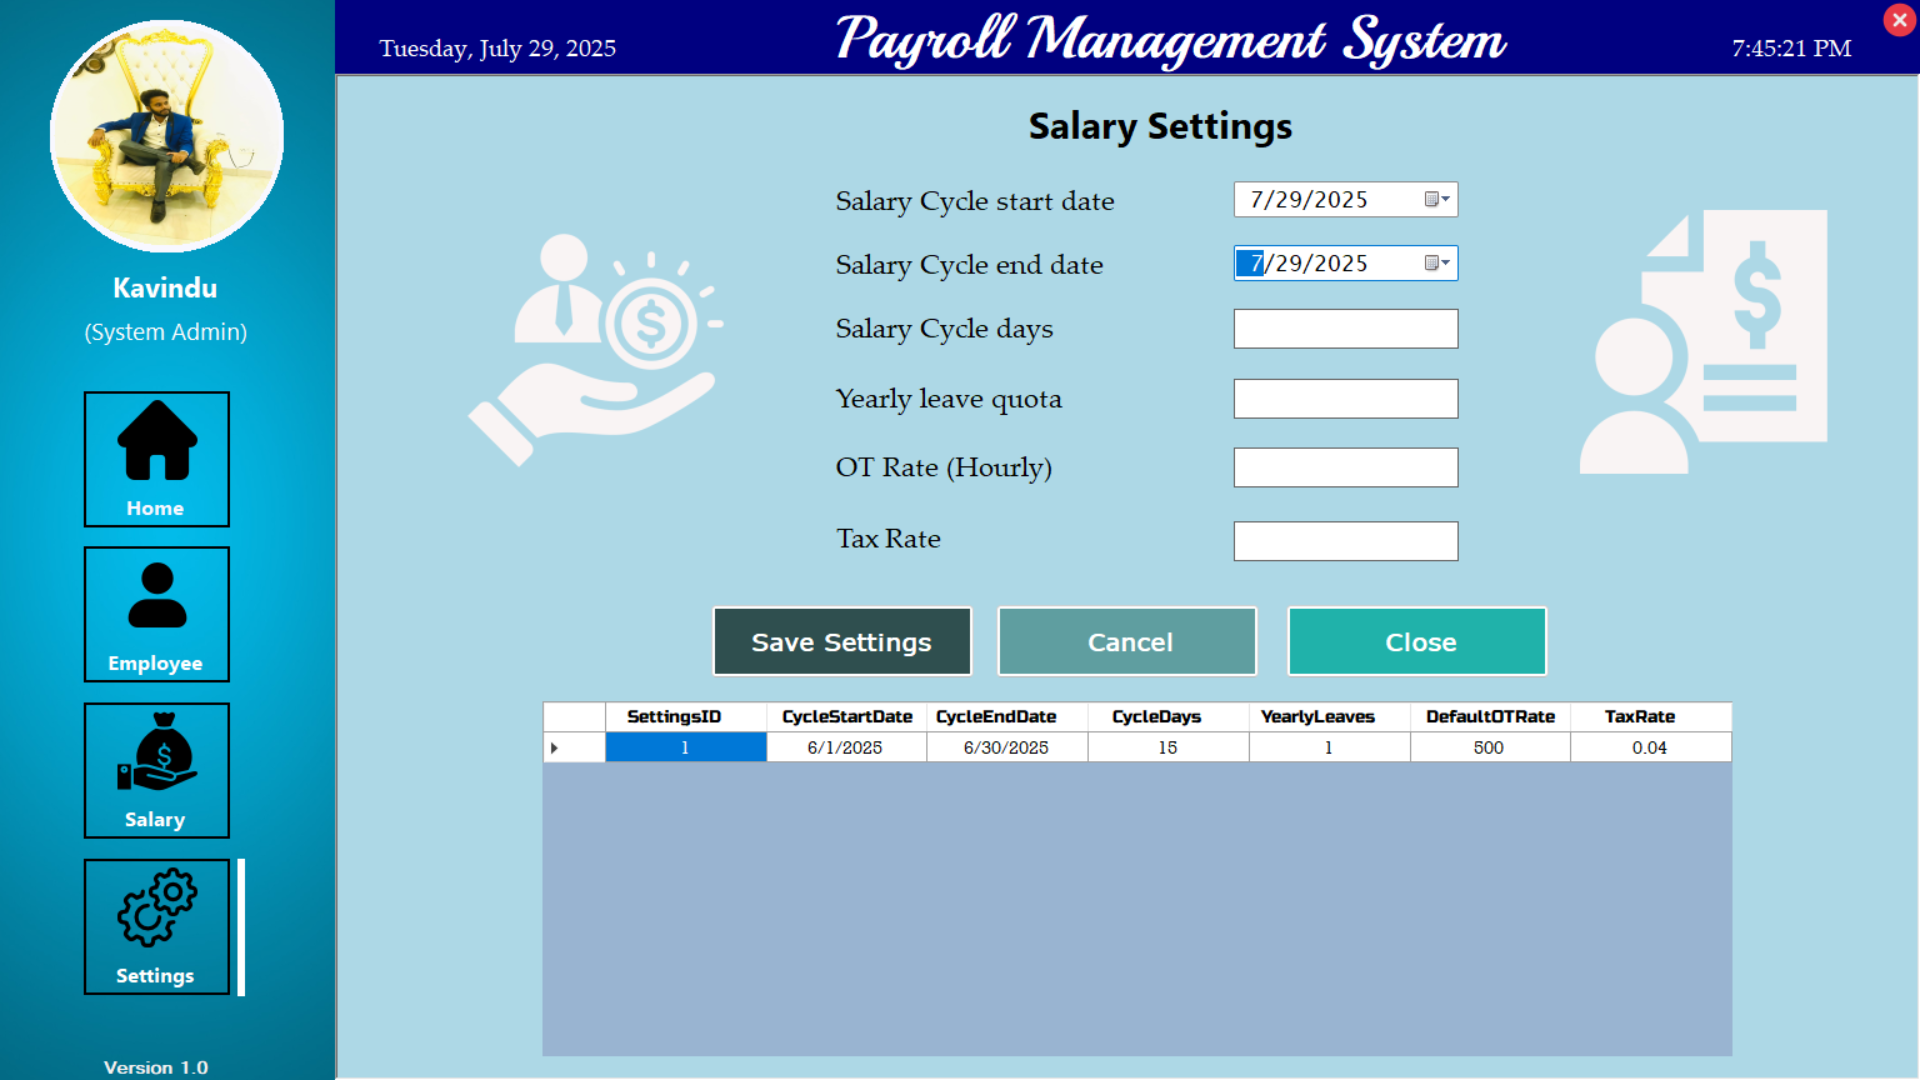 Tuesday, July 29, 2025
Payroll Management System
7:45:21 PM
Kavindu
(System Admin)
Home
Employee
Salary
Settings
Version 1.0
Salary Settings
Salary Cycle start date 7/29/2025
Salary Cycle end date 7/29/2025
Salary Cycle days
Yearly leave quota
OT Rate (Hourly)
Tax Rate
Save Settings Cancel Close
SettingsID CycleStartDate CycleEndDate CycleDays YearlyLeaves DefaultOTRate TaxRate
1 6/1/2025 6/30/2025 15 1 500 0.04